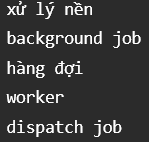 xử lý nền
background job
hàng đợi
worker
dispatch job